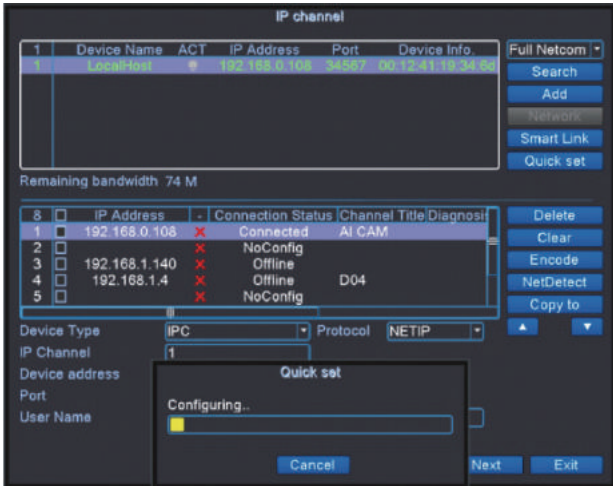 IP channel
1 Device Name ACT IP Address Port Device Info. Full Netcom
1 LocalHost 192.168.0.108 34567 00:12:41:19:34:6d
Search
Add
Network
Smart Link
Quick set
Remaining bandwidth 74 M
8 IP Address - Connection Status Channel Title Diagnosis Delete
1 192.168.0.108 Connected AI CAM
Clear
2 NoConfig
3 192.168.1.140 Offline Encode
4 192.168.1.4 Offline D04 NetDetect
5 NoConfig Copy to
Device Type IPC Protocol NETIP
IP Channel 1
Device address Quick set
Port Configuring..
User Name
Cancel Next Exit